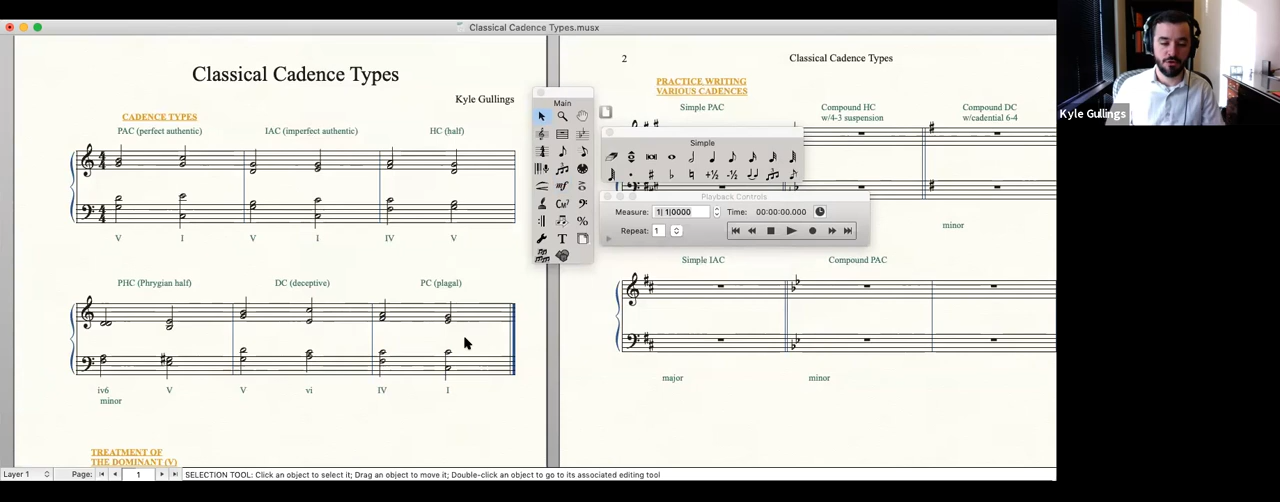 Classical Cadence Types.musx
Classical Cadence Types
Kyle Gullings
CADENCE TYPES
PAC (perfect authentic) IAC (imperfect authentic) HC (half)
V I V I IV V
PHC (Phrygian half) DC (deceptive) PC (plagal)
iv6 V V vi IV I
minor
TREATMENT OF
THE DOMINANT (V)
2 Classical Cadence Types
PRACTICE WRITING
VARIOUS CADENCES
Simple PAC Compound HC Compound DC
w/4-3 suspension w/cadential 6-4
minor
Simple IAC Compound PAC
major minor
Main
Simple
Playback Controls
Measure: 1| 1|0000 Time: 00:00:00.000
Repeat: 1
Kyle Gullings
Layer 1 Page: 1 SELECTION TOOL: Click an object to select it; Drag an object to move it; Double-click an object to go to its associated editing tool